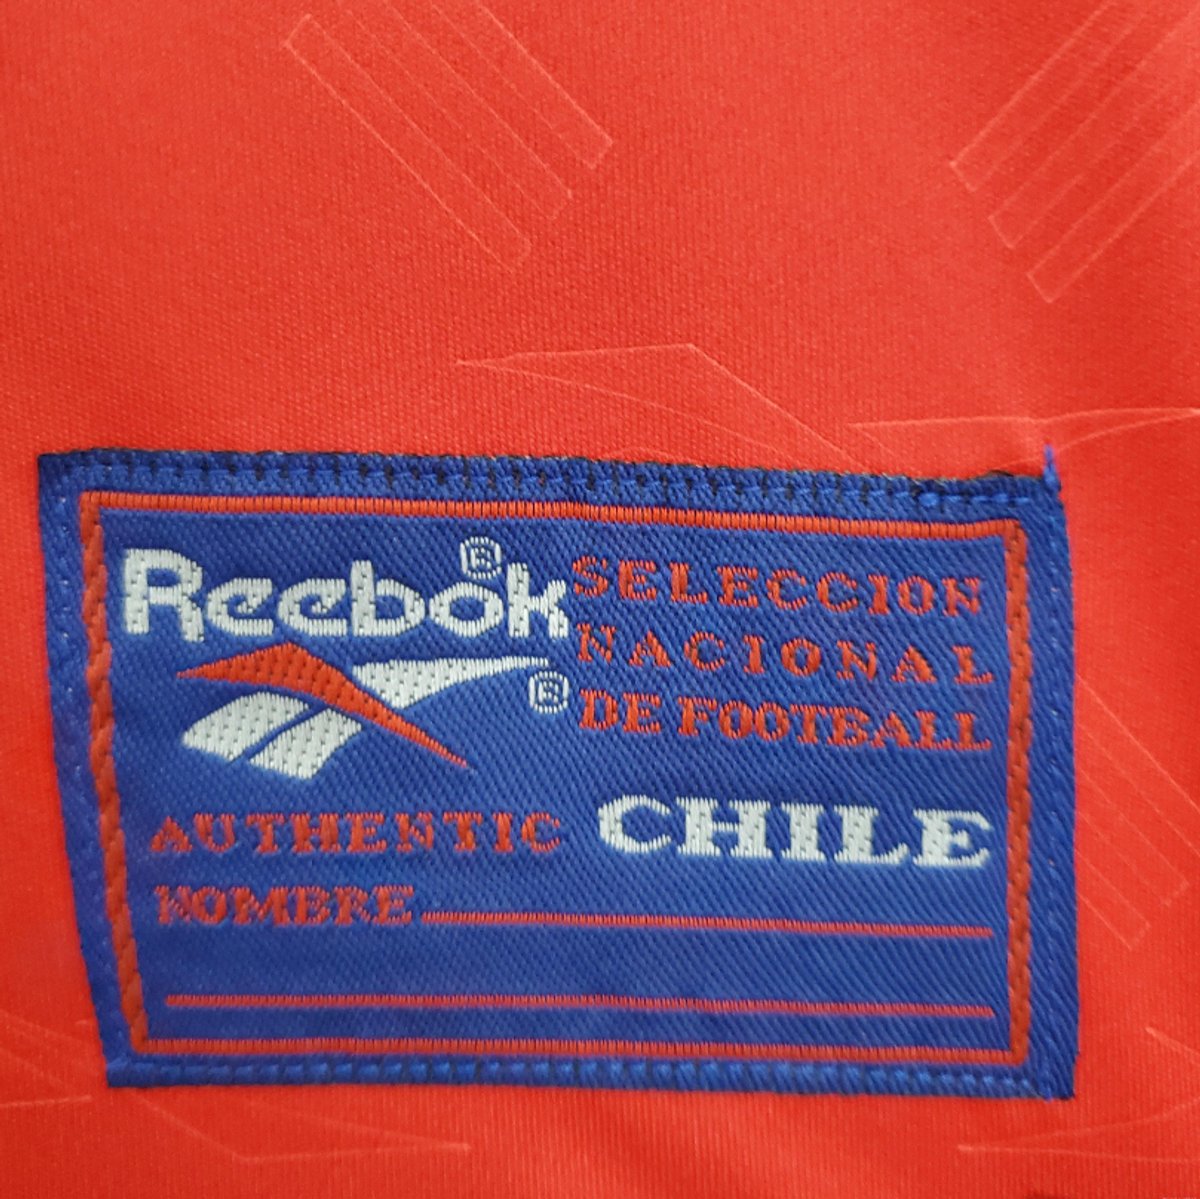 Reebok®
SELECCION
NACIONAL
®
DE FOOTBALL
AUTHENTIC CHILE
NOMBRE